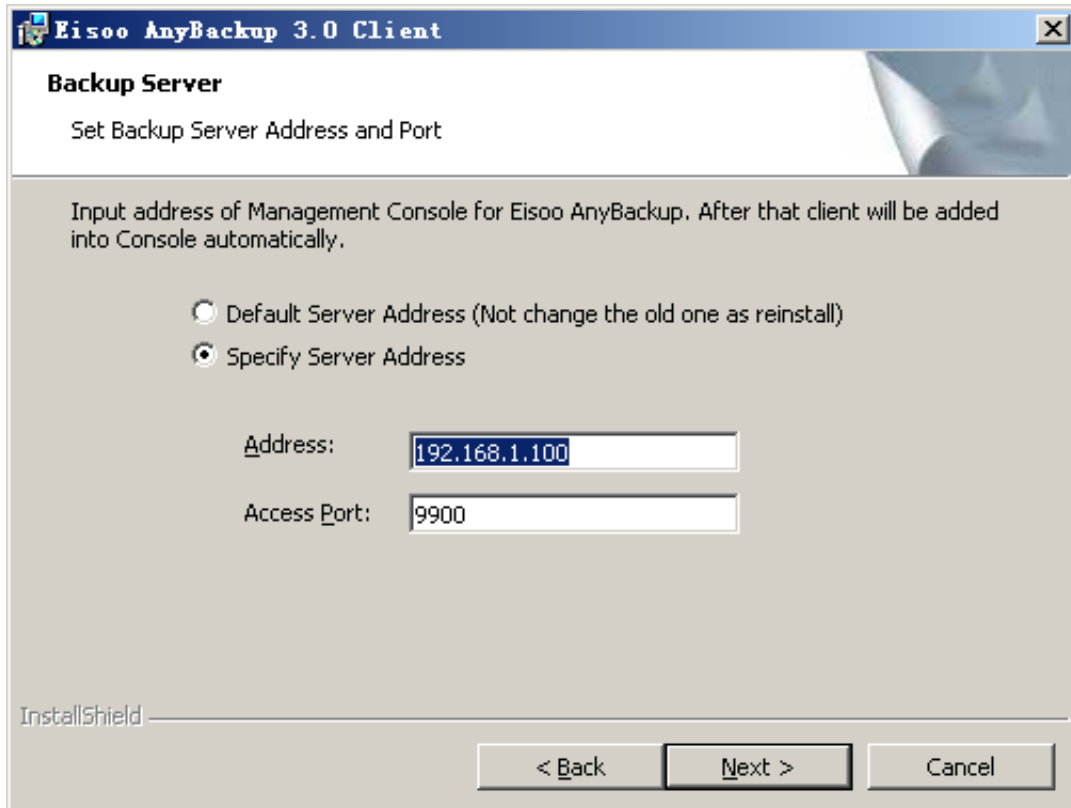 Eisoo AnyBackup 3.0 Client
Backup Server
Set Backup Server Address and Port
Input address of Management Console for Eisoo AnyBackup. After that client will be added
into Console automatically.
Default Server Address (Not change the old one as reinstall)
Specify Server Address
Address: 192.168.1.100
Access Port: 9900
InstallShield
< Back Next > Cancel